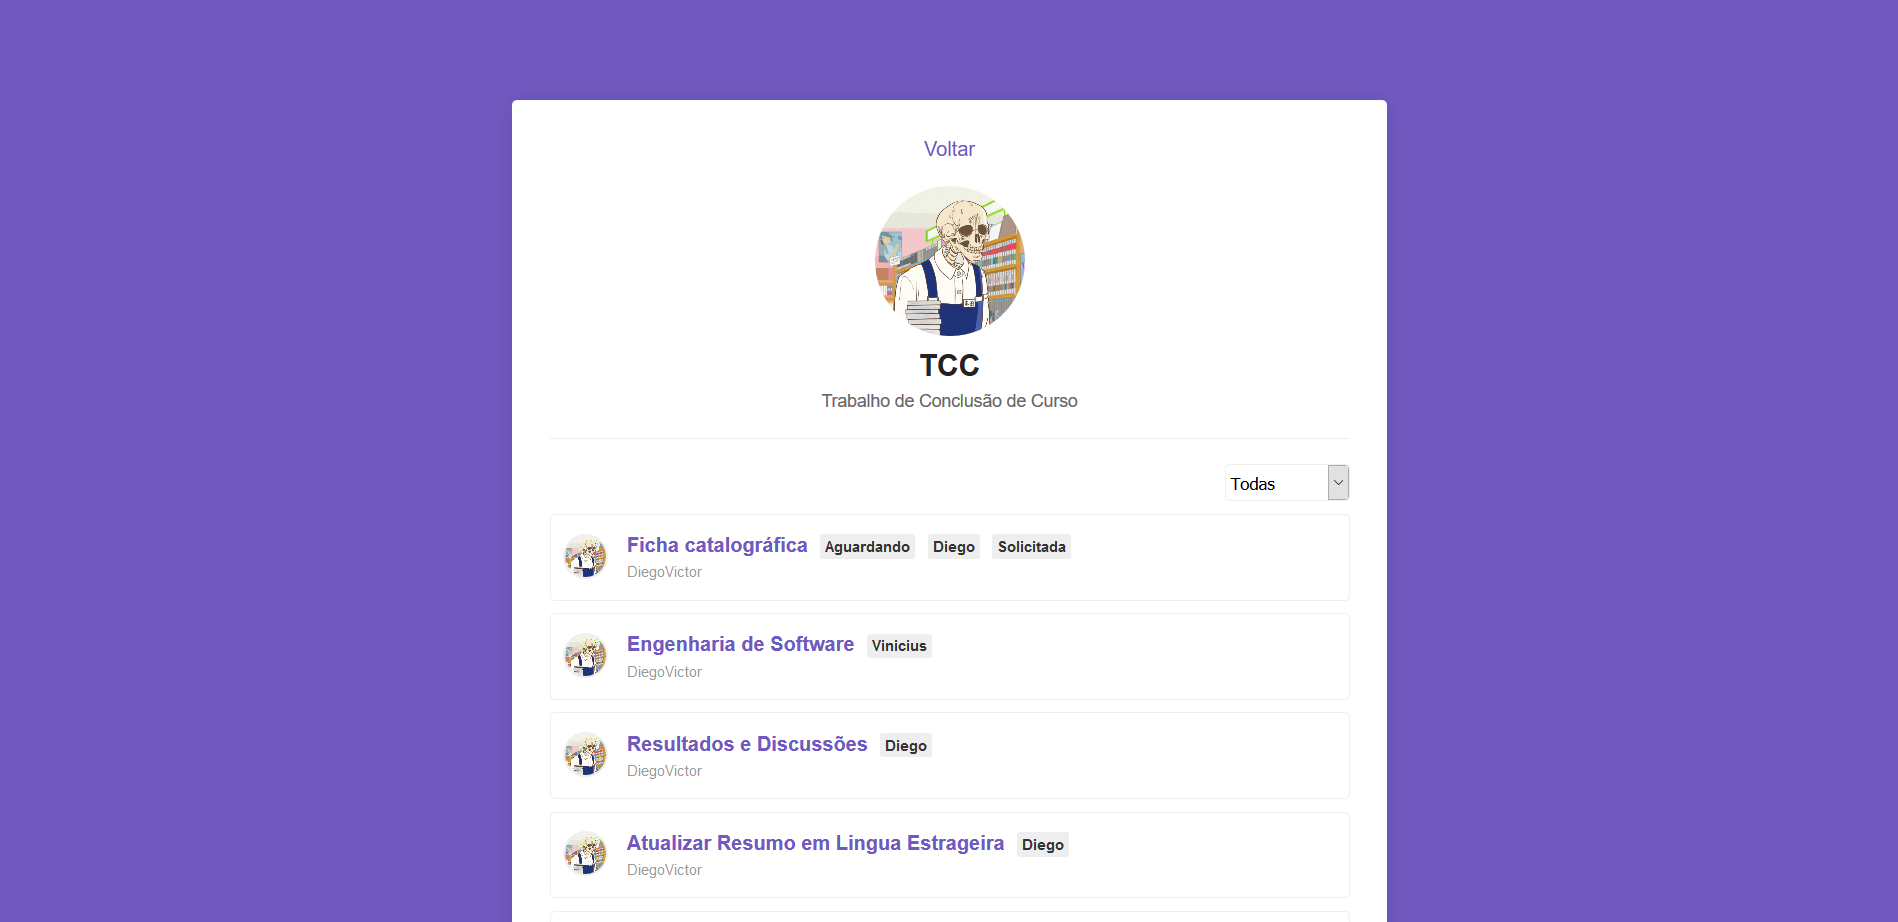 Voltar
TCC
Trabalho de Conclusão de Curso
Todas
Ficha catalográfica Aguardando Diego Solicitada
DiegoVictor
Engenharia de Software Vinicius
DiegoVictor
Resultados e Discussões Diego
DiegoVictor
Atualizar Resumo em Lingua Estrageira Diego
DiegoVictor